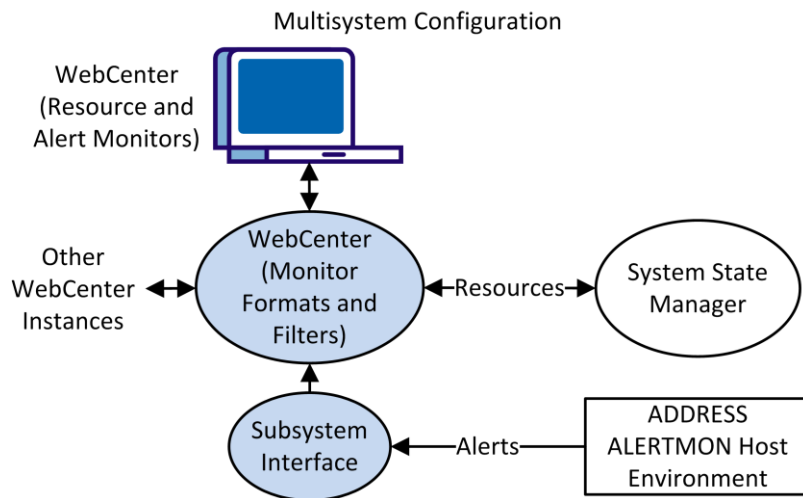 Multisystem Configuration
WebCenter
(Resource and
Alert Monitors)
WebCenter
(Monitor
Formats and
Filters)
Other
WebCenter
Instances
Resources
System State
Manager
Subsystem
Interface
Alerts
ADDRESS
ALERTMON Host
Environment